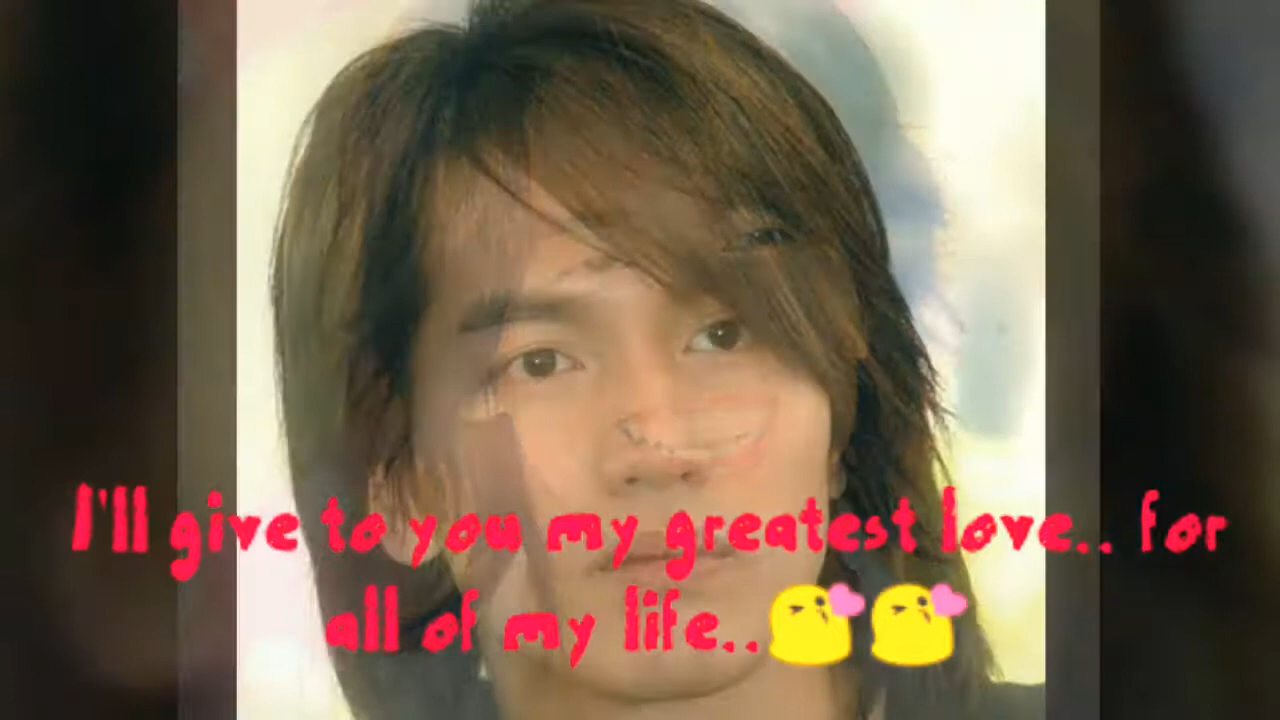 I'll give to you my greatest love.. for
all of my life..😘😘